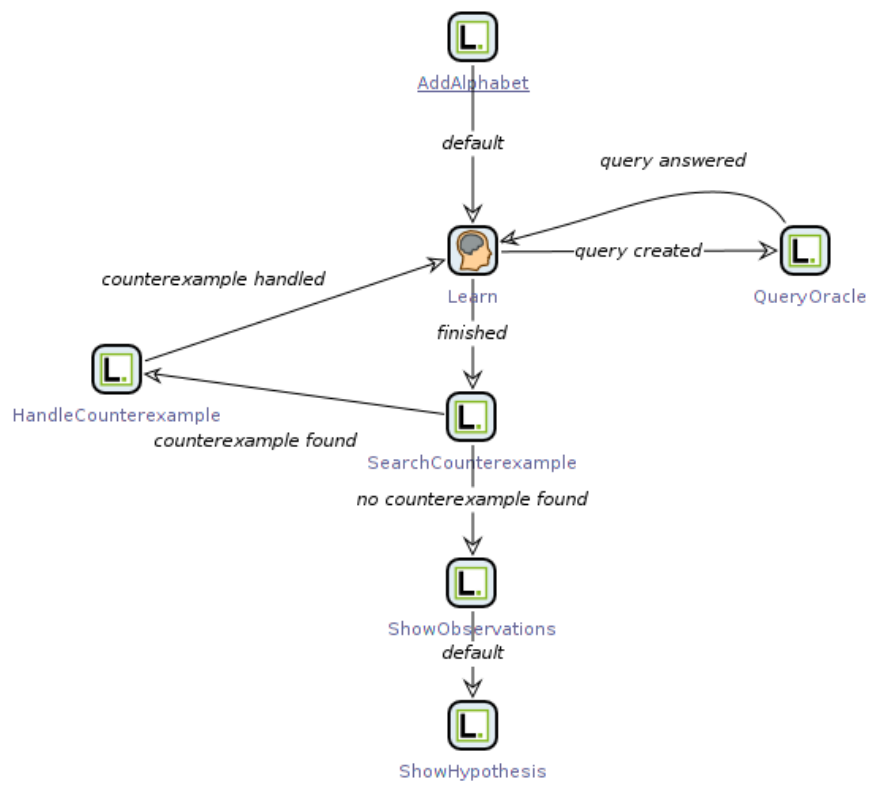 L.
AddAlphabet
default
query answered
L.
query created
QueryOracle
counterexample handled
Learn
finished
L.
HandleCounterexample
counterexample found
L.
SearchCounterexample
no counterexample found
L.
ShowObservations
default
L.
ShowHypothesis